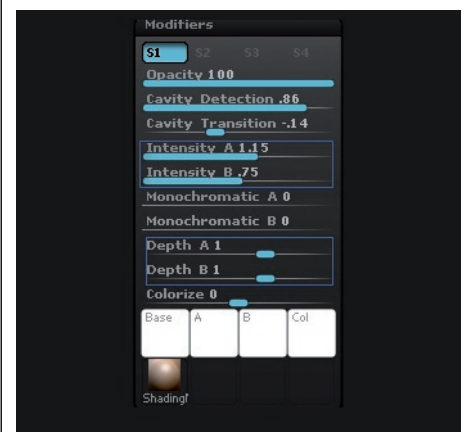 Modifiers
S1 S2 S3 S4
Opacity 100
Cavity Detection .86
Cavity Transition -.14
Intensity A 1.15
Intensity B .75
Monochromatic A 0
Monochromatic B 0
Depth A 1
Depth B 1
Colorize 0
Base A B Col
Shading